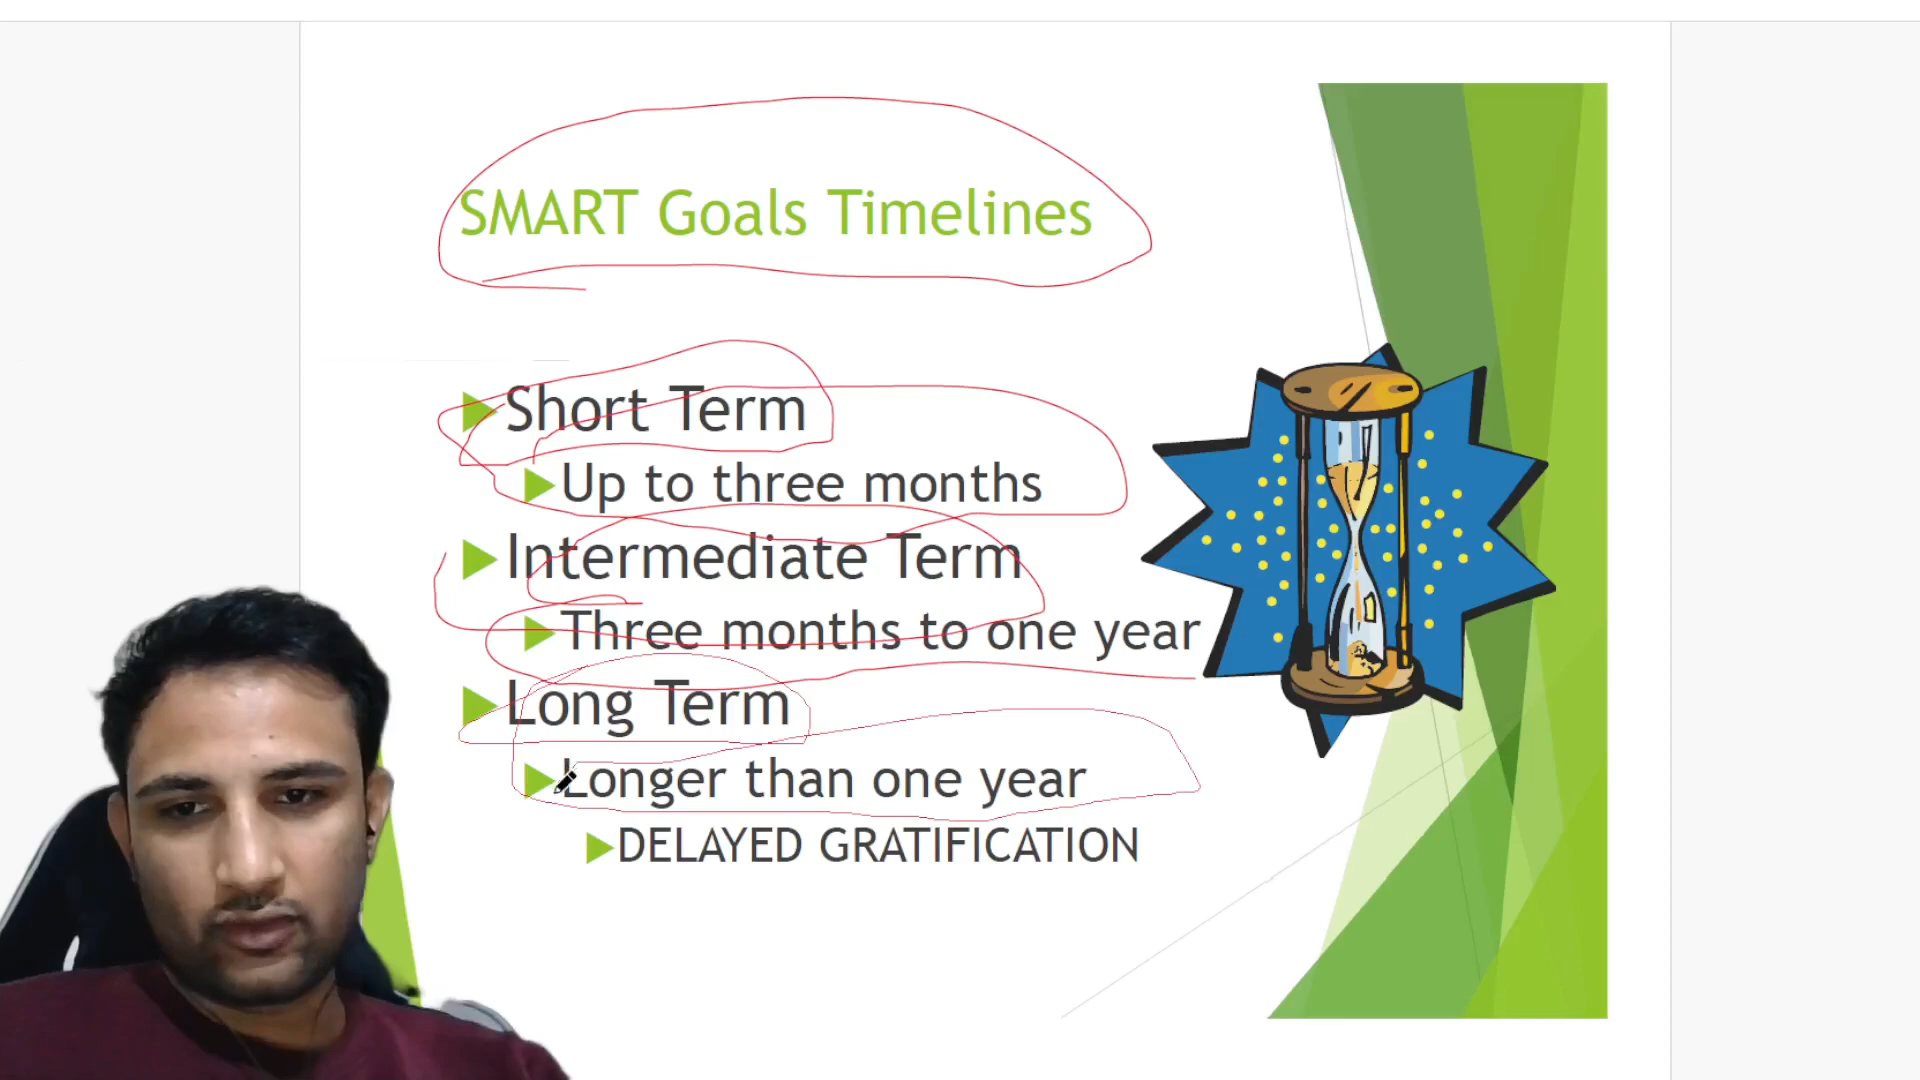 SMART Goals Timelines
Short Term
Up to three months
Intermediate Term
Three months to one year
Long Term
Longer than one year
DELAYED GRATIFICATION